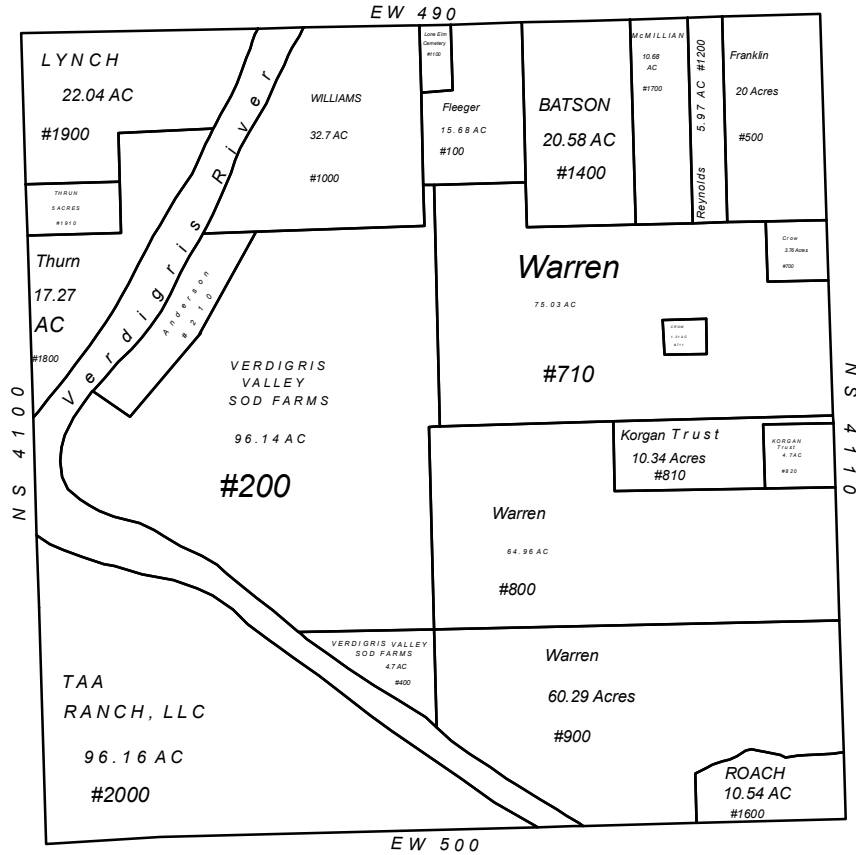 EW 490
LYNCH
22.04 AC
#1900
Verdigris River
WILLIAMS
32.7 AC
#1000
Lone Elm
Cemetery
#1100
Fleeger
15.68 AC
#100
BATSON
20.58 AC
#1400
McMILLIAN
10.68
AC
#1700
Reynolds 5.97 AC #1200
Franklin
20 Acres
#500
THRUN
5 ACRES
#1910
Thurn
17.27
AC
#1800
Anderson
#210
Warren
75.03 AC
#710
Crow
3.76 Acres
#700
CROW
1.31 AC
#711
VERDIGRIS
VALLEY
SOD FARMS
96.14 AC
#200
NS 4100
NS 4110
Korgan Trust
10.34 Acres
#810
KORGAN
Trust
4.7AC
#820
Warren
64.96 AC
#800
VERDIGRIS VALLEY
SOD FARMS
4.7 AC
#400
Warren
60.29 Acres
#900
TAA
RANCH, LLC
96.16 AC
#2000
ROACH
10.54 AC
#1600
EW 500